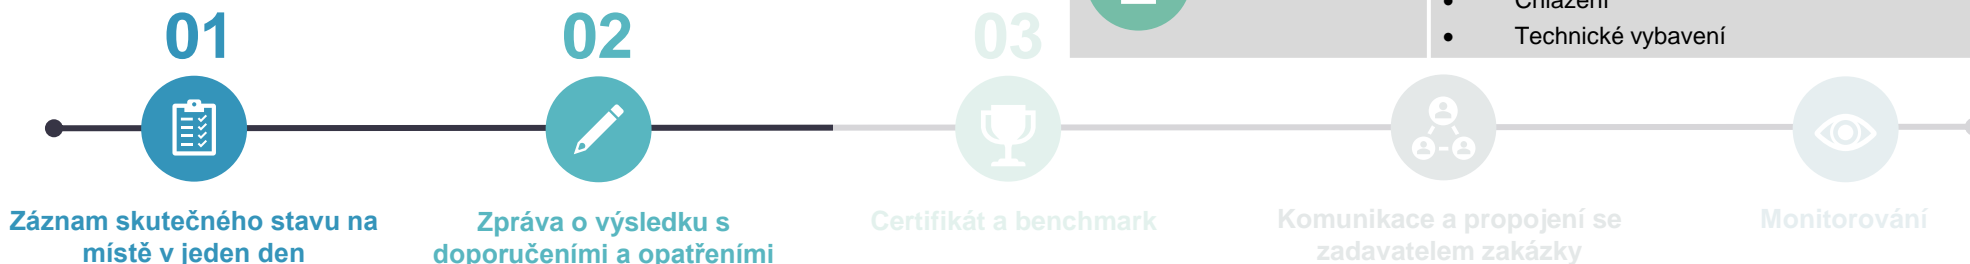 Chlazení
• Technické vybavení
01
02
03
Záznam skutečného stavu na
místě v jeden den
Zpráva o výsledku s
doporučeními a opatřeními
Certifikát a benchmark
Komunikace a propojení se
zadavatelem zakázky
Monitorování